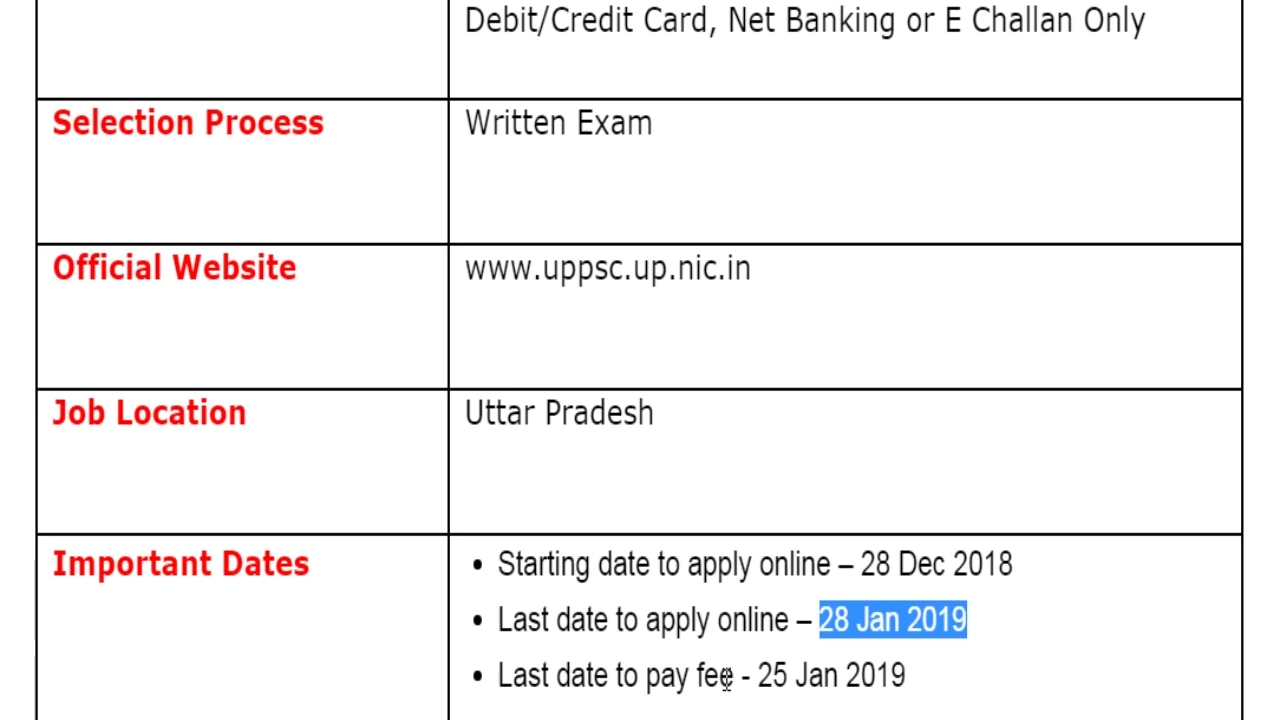 Debit/Credit Card, Net Banking or E Challan Only
Selection Process
Written Exam
Official Website
www.uppsc.up.nic.in
Job Location
Uttar Pradesh
Important Dates
• Starting date to apply online – 28 Dec 2018
• Last date to apply online – 28 Jan 2019
• Last date to pay fee - 25 Jan 2019